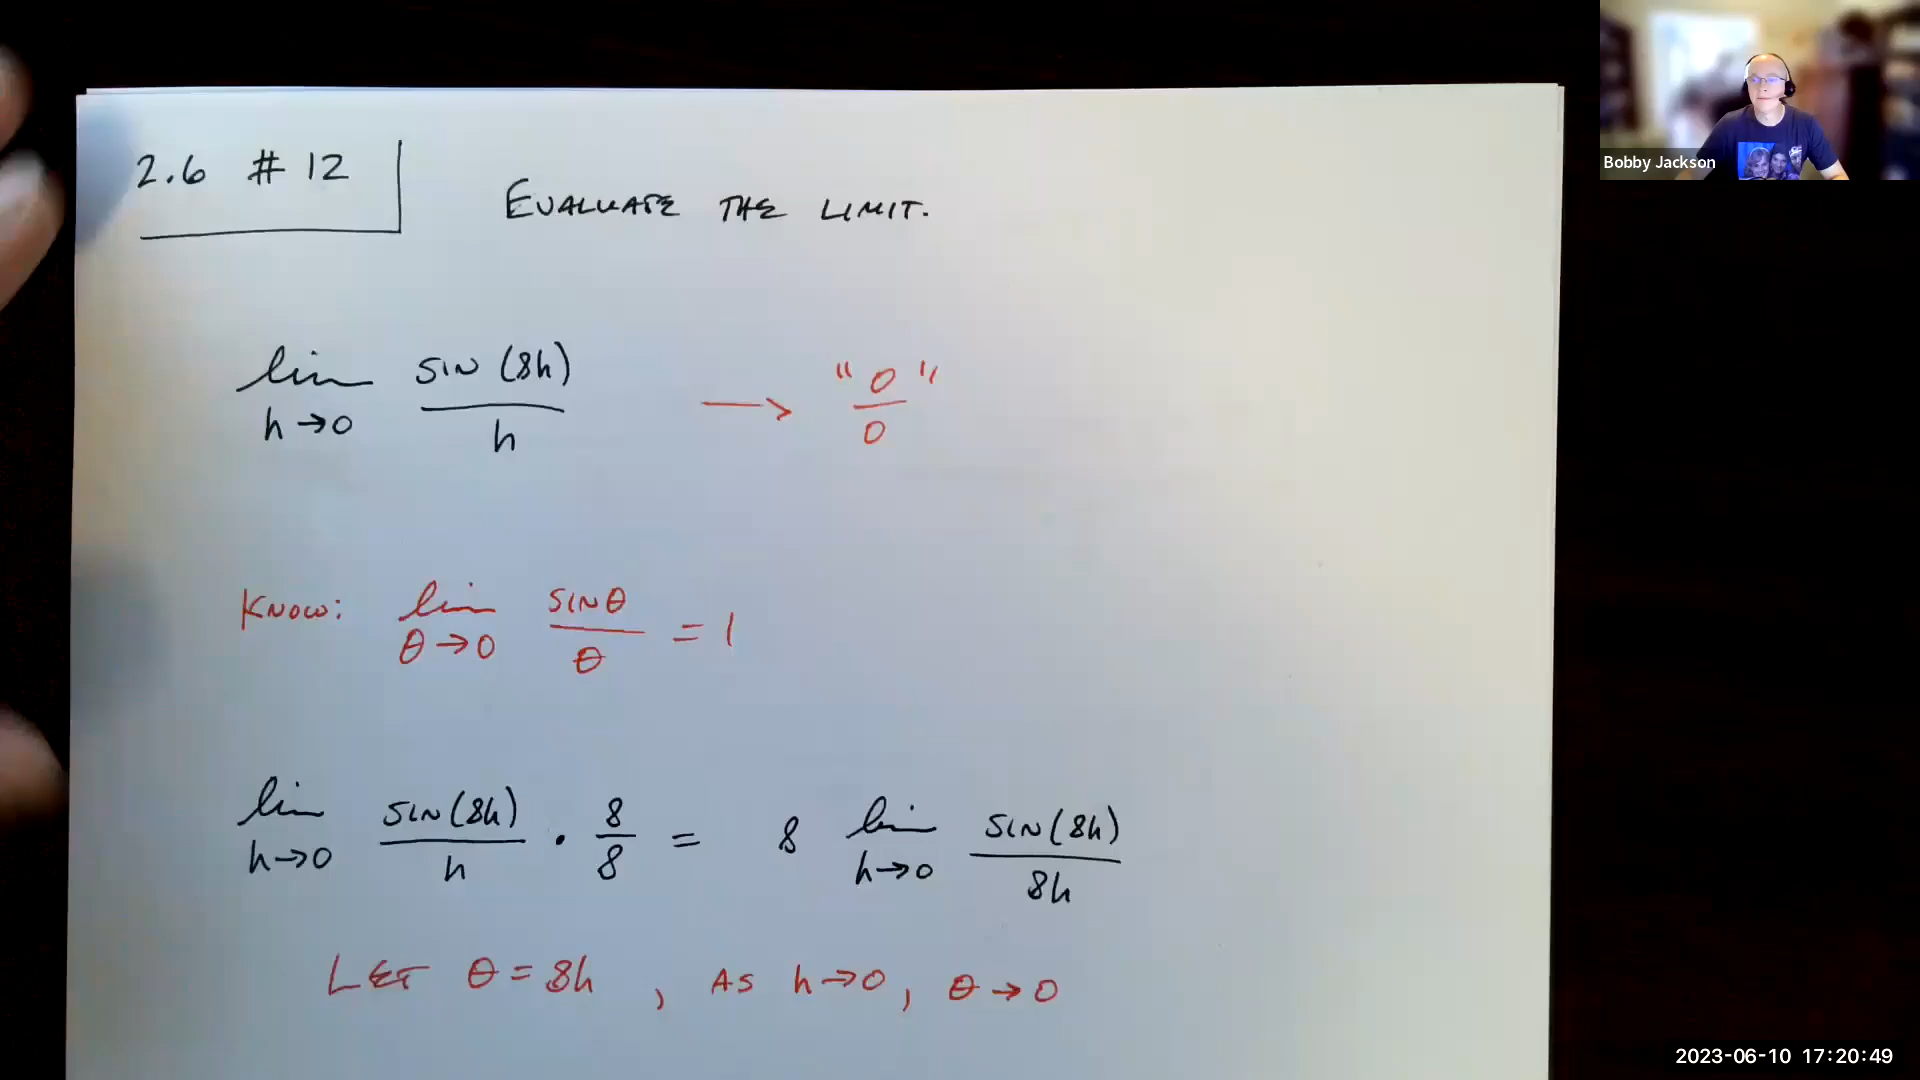 2.6 # 12
EVALUATE THE LIMIT.
lim h→0 sin(8h)/h → "0/0"
KNOW: lim θ→0 sinθ/θ = 1
lim h→0 sin(8h)/h · 8/8 = 8 lim h→0 sin(8h)/8h
LET θ = 8h , AS h→0, θ→0
Bobby Jackson
2023-06-10 17:20:49